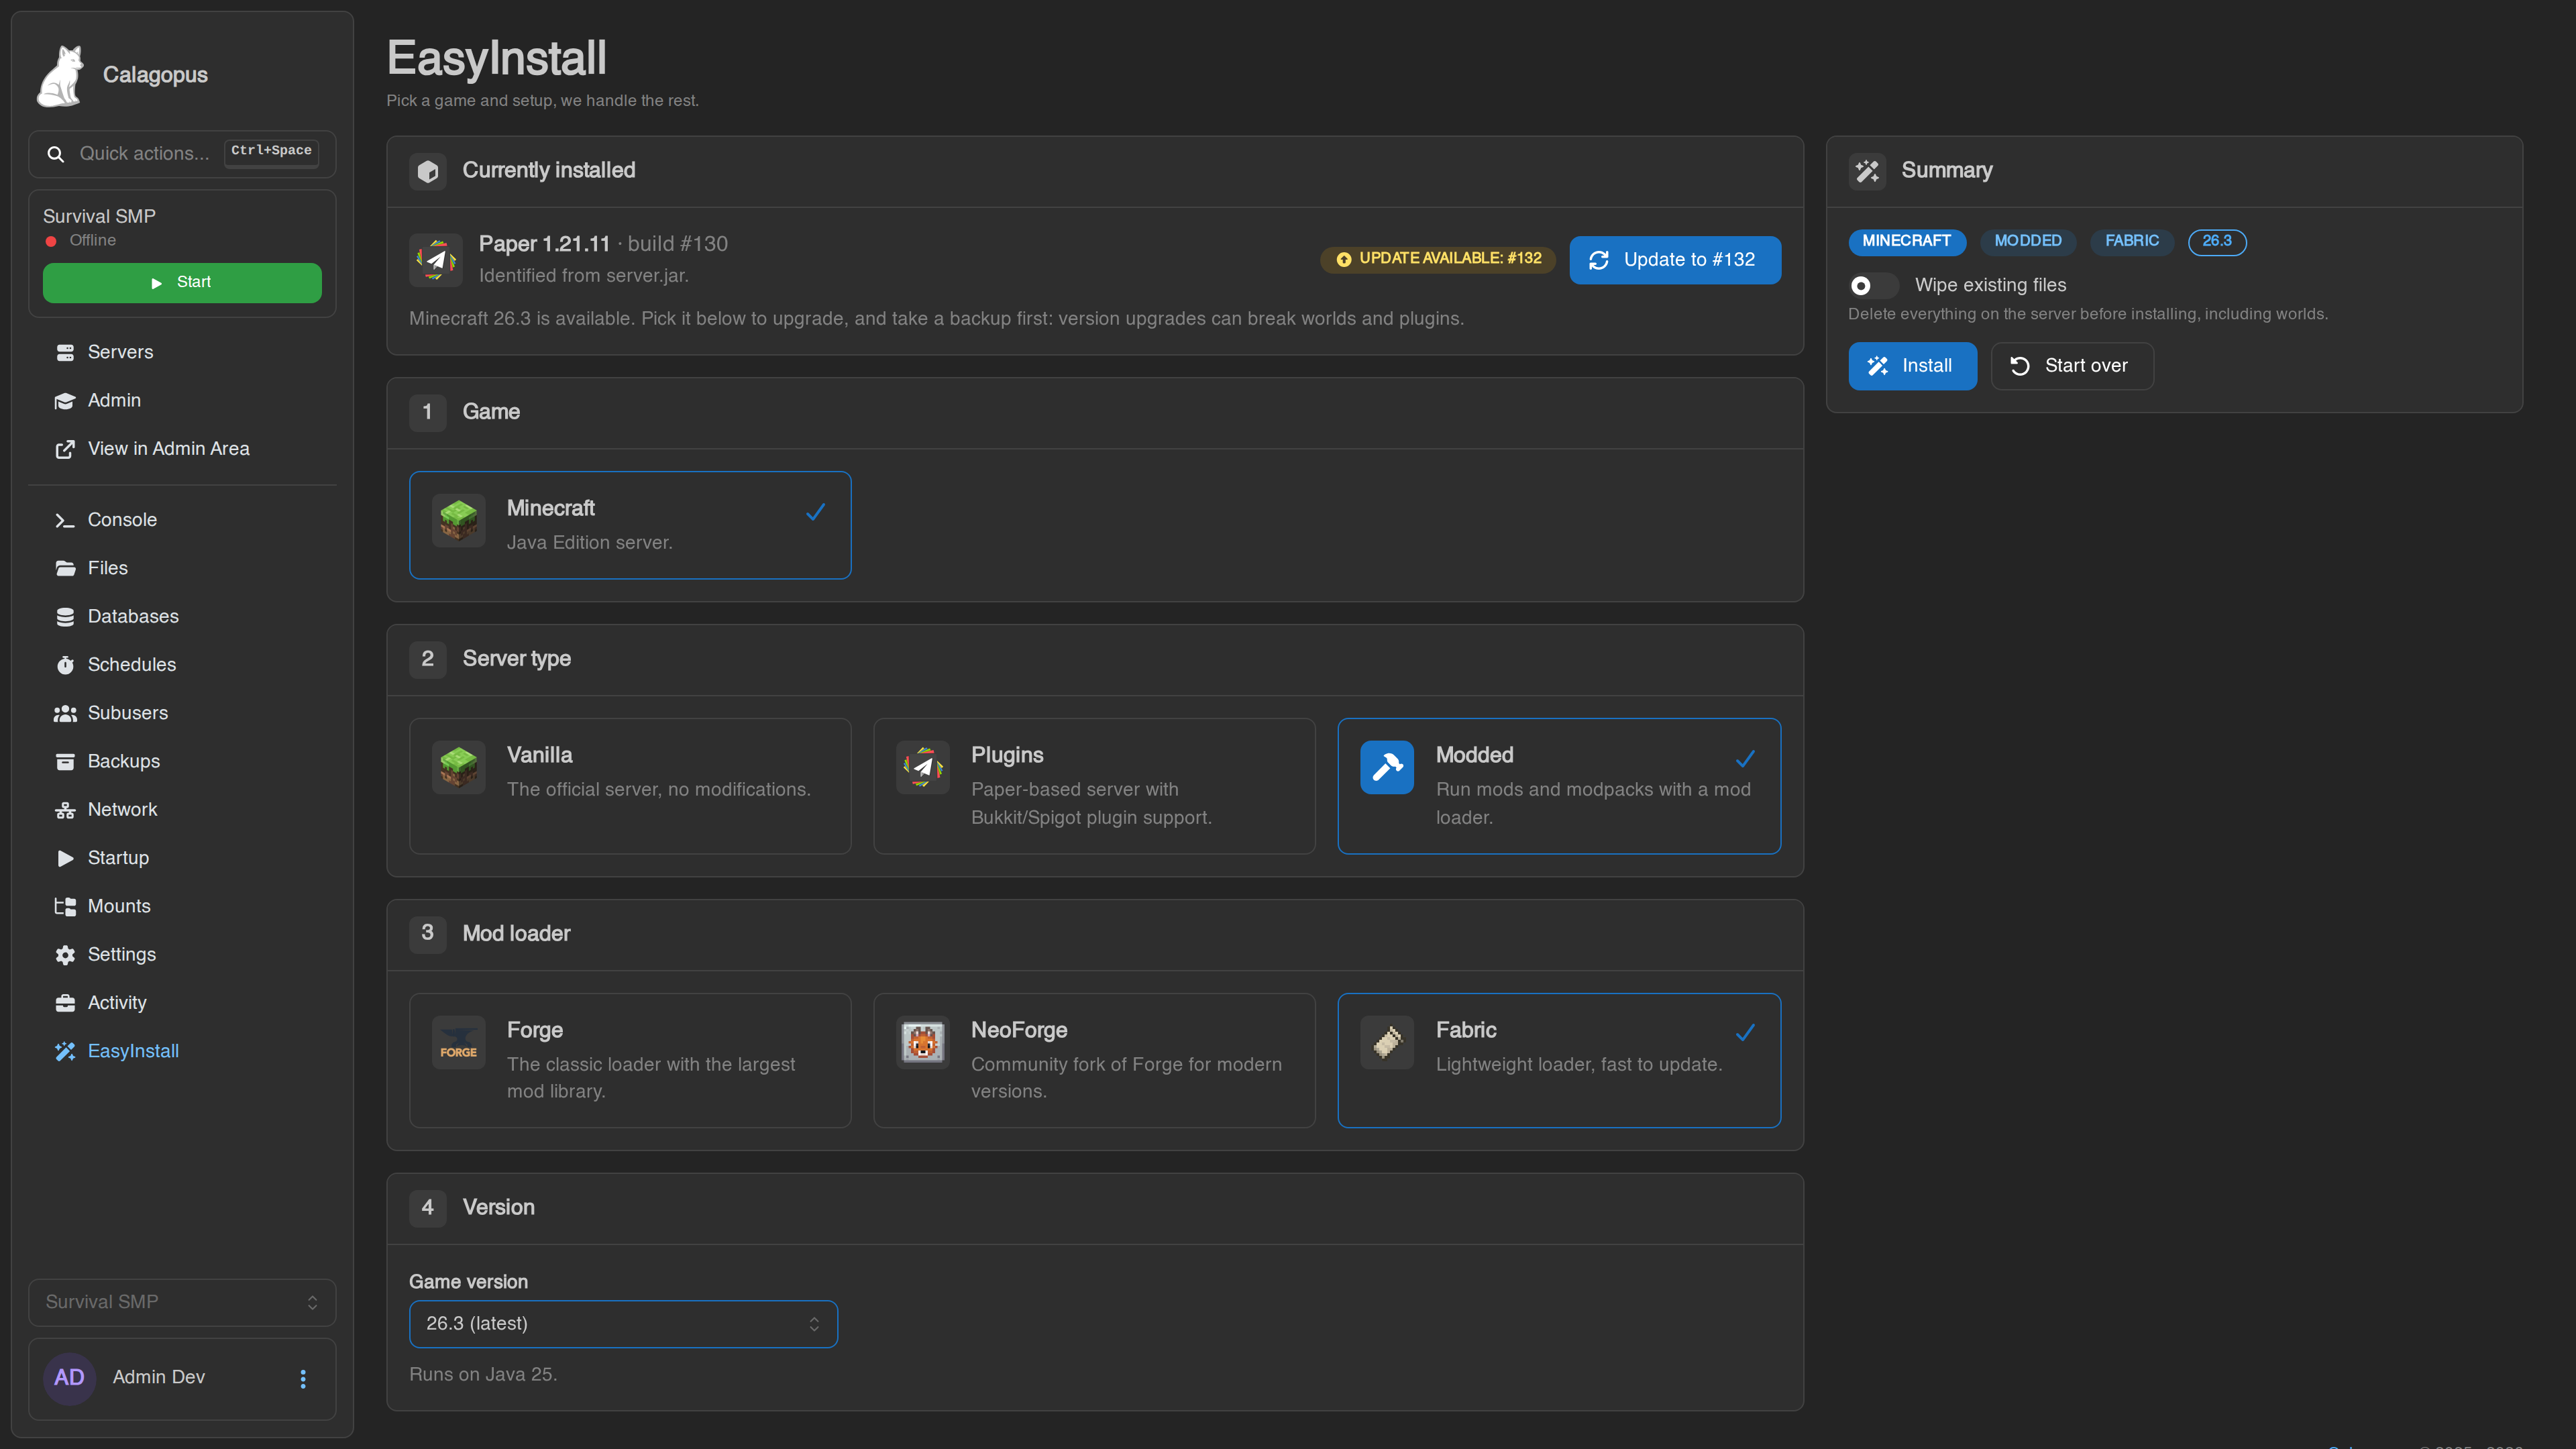 Calagopus
Quick actions... Ctrl+Space
Survival SMP
Offline
Start
Servers
Admin
View in Admin Area
Console
Files
Databases
Schedules
Subusers
Backups
Network
Startup
Mounts
Settings
Activity
EasyInstall
Survival SMP
AD Admin Dev
EasyInstall
Pick a game and setup, we handle the rest.
Currently installed
Paper 1.21.11 · build #130
Identified from server.jar.
UPDATE AVAILABLE: #132
Update to #132
Minecraft 26.3 is available. Pick it below to upgrade, and take a backup first: version upgrades can break worlds and plugins.
1 Game
Minecraft
Java Edition server.
2 Server type
Vanilla
The official server, no modifications.
Plugins
Paper-based server with
Bukkit/Spigot plugin support.
Modded
Run mods and modpacks with a mod
loader.
3 Mod loader
FORGE
Forge
The classic loader with the largest
mod library.
NeoForge
Community fork of Forge for modern
versions.
Fabric
Lightweight loader, fast to update.
4 Version
Game version
26.3 (latest)
Runs on Java 25.
Summary
MINECRAFT MODDED FABRIC 26.3
Wipe existing files
Delete everything on the server before installing, including worlds.
Install
Start over